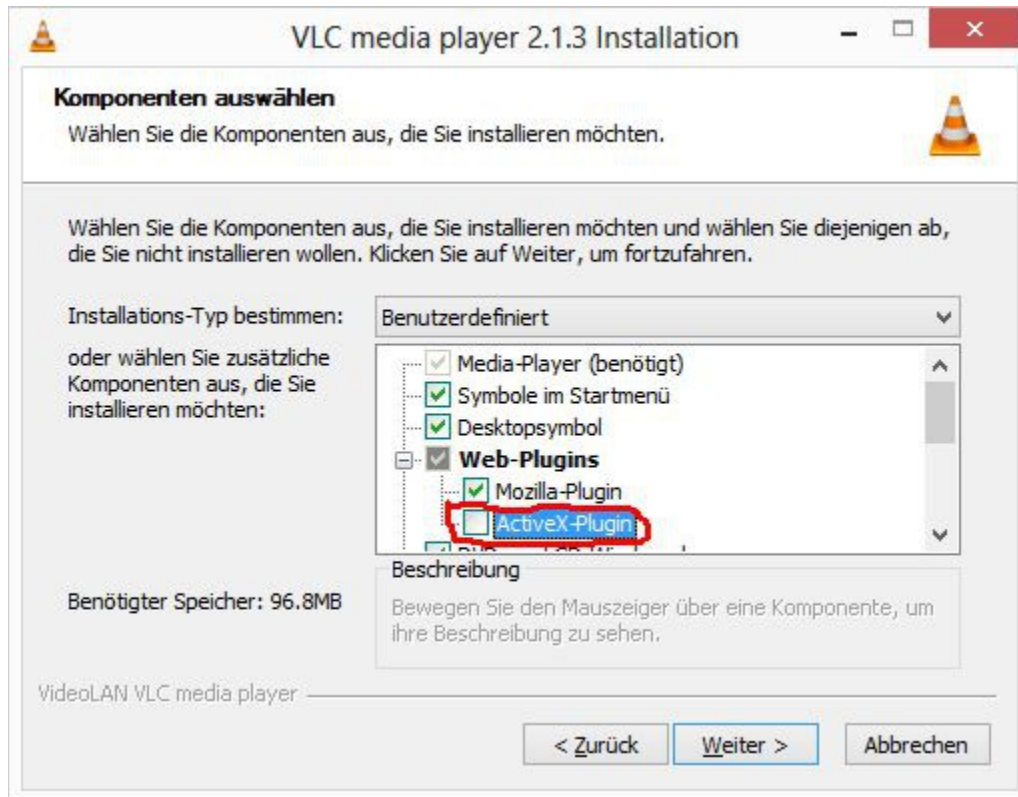 VLC media player 2.1.3 Installation
Komponenten auswählen
Wählen Sie die Komponenten aus, die Sie installieren möchten.
Wählen Sie die Komponenten aus, die Sie installieren möchten und wählen Sie diejenigen ab,
die Sie nicht installieren wollen. Klicken Sie auf Weiter, um fortzufahren.
Installations-Typ bestimmen:
Benutzerdefiniert
oder wählen Sie zusätzliche
Komponenten aus, die Sie
installieren möchten:
Media-Player (benötigt)
Symbole im Startmenü
Desktopsymbol
Web-Plugins
Mozilla-Plugin
ActiveX-Plugin
Benötigter Speicher: 96.8MB
Beschreibung
Bewegen Sie den Mauszeiger über eine Komponente, um
ihre Beschreibung zu sehen.
VideoLAN VLC media player
< Zurück
Weiter >
Abbrechen